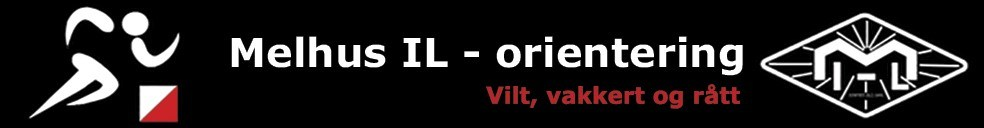 Melhus IL - orientering
Vilt, vakkert og rått
M
I-L